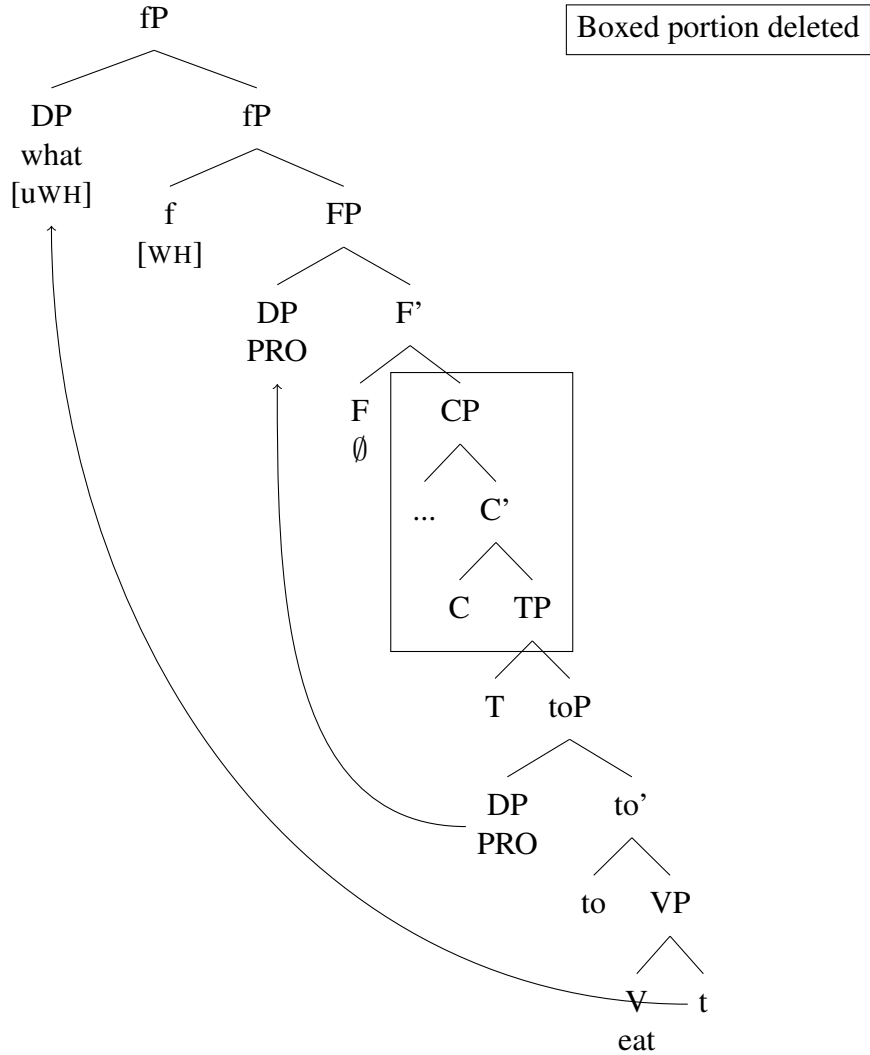 fP
Boxed portion deleted
DP fP
what
[uWH]
f FP
[WH]
DP F’
PRO
F CP
∅
... C’
C TP
T toP
DP to’
PRO
to VP
V t
eat